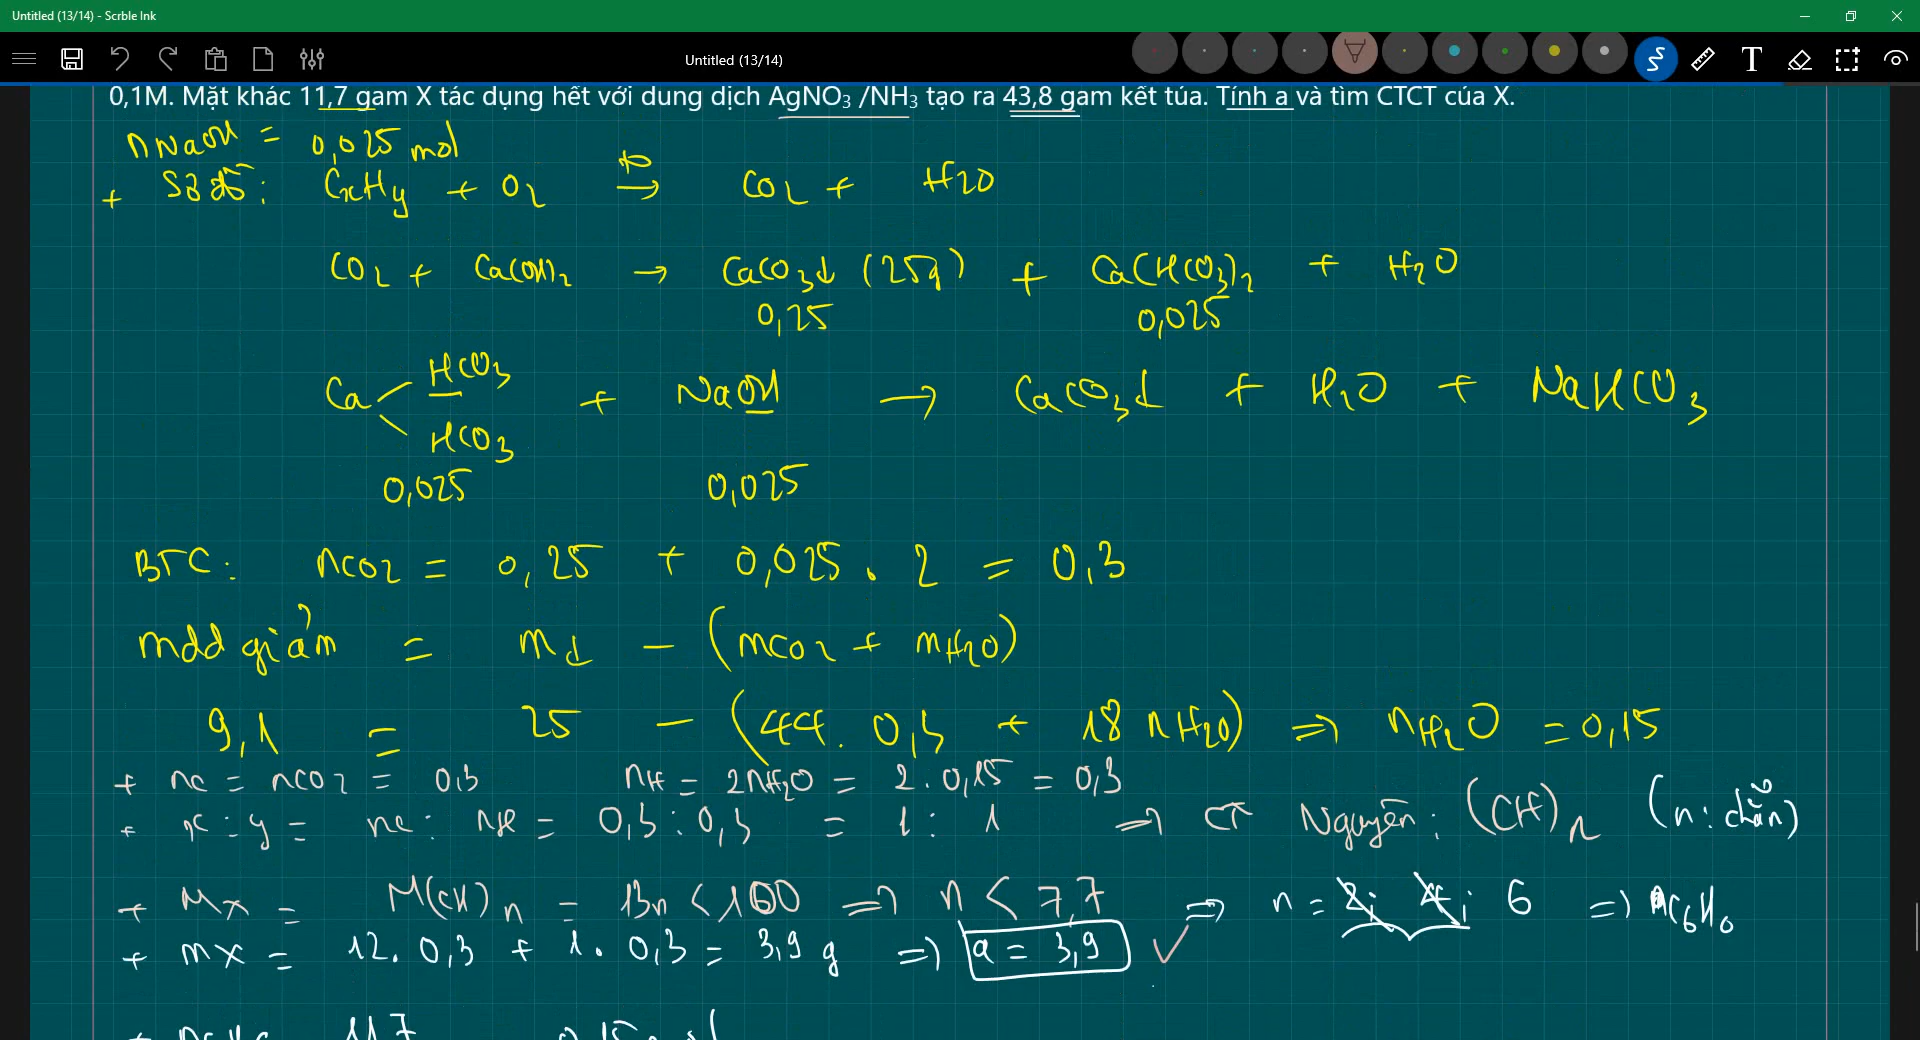 Untitled (13/14) - Scrble Ink
Untitled (13/14)
T
0,1M. Mặt khác 11,7 gam X tác dụng hết với dung dịch AgNO₃ /NH₃ tạo ra 43,8 gam kết tủa. Tính a và tìm CTCT của X.
nNaOH = 0,025 mol
+ Sơ đồ: CxHy + O₂ →(t°) CO₂ + H₂O
CO₂ + Ca(OH)₂ → CaCO₃↓ (25g) + Ca(HCO₃)₂ + H₂O
0,25 0,025
Ca HCO₃ HCO₃ + NaOH → CaCO₃↓ + H₂O + NaHCO₃
0,025 0,025
BTC: nCO₂ = 0,25 + 0,025 . 2 = 0,3
mdd giảm = m↓ - (mCO₂ + mH₂O)
9,1 = 25 - (44. 0,3 + 18 nH₂O) => nH₂O = 0,15
+ nC = nCO₂ = 0,3 nH = 2nH₂O = 2.0,15 = 0,3
+ x : y = nC : nH = 0,3 : 0,3 = 1 : 1 => CT Nguyên: (CH)n (n: chẵn)
+ MX = M(CH)n = 13n < 100 => n < 7,7 => n = 2; 4; 6 => C₆H₆
+ mX = 12. 0,3 + 1. 0,3 = 3,9 g => a = 3,9 ✓